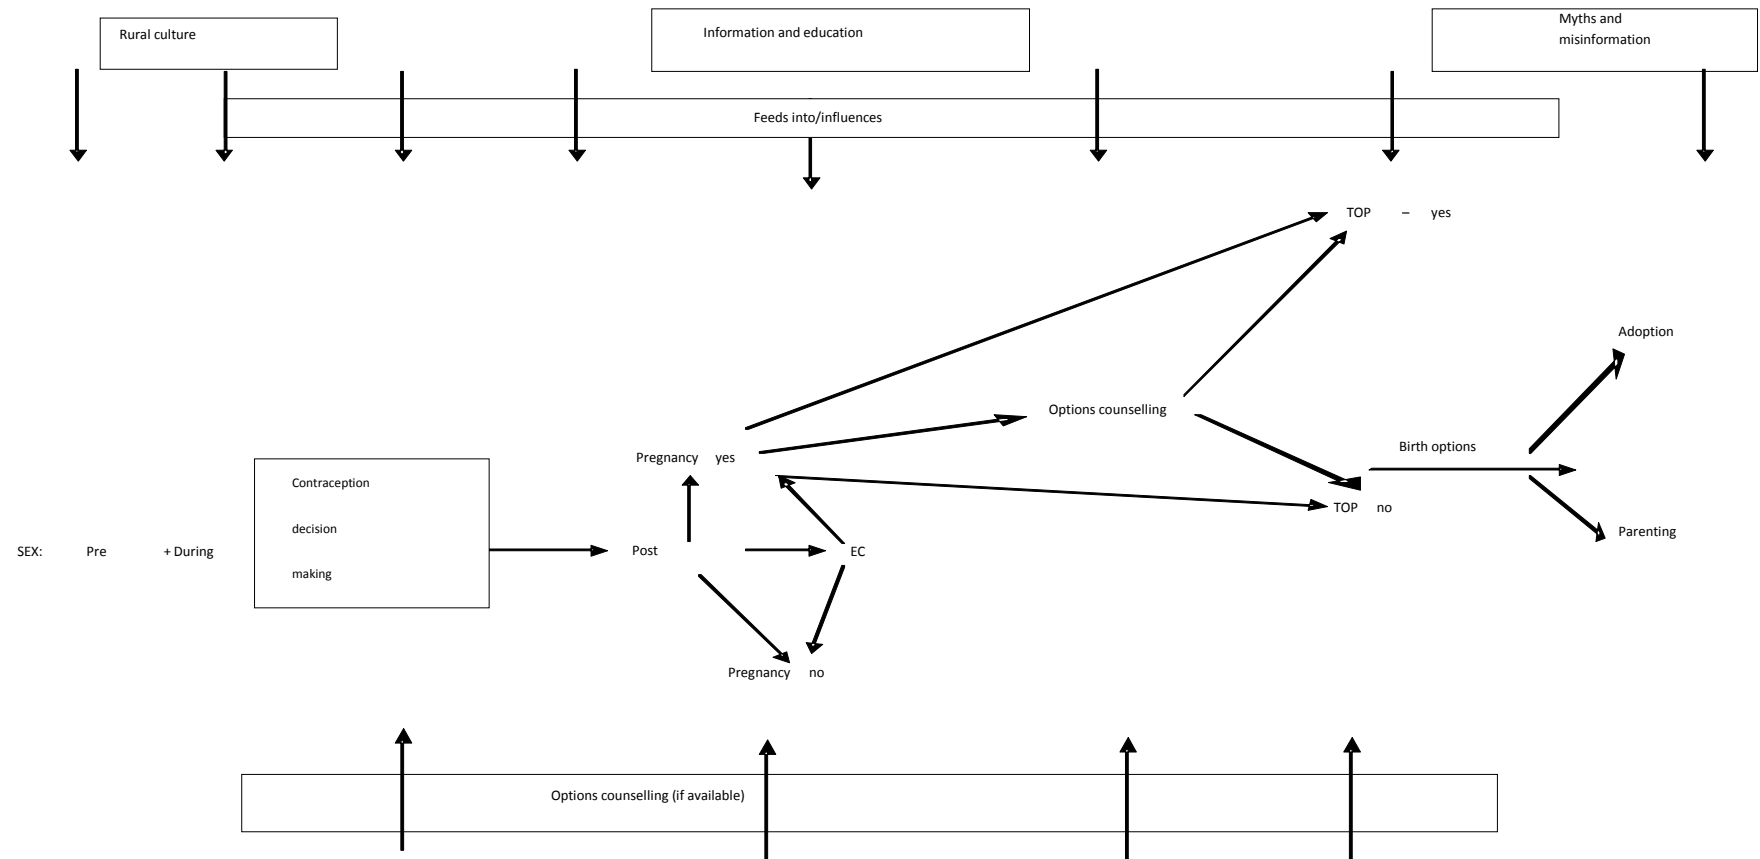 Rural culture
Information and education
Myths and
misinformation
Feeds into/influences
TOP – yes
Adoption
Options counselling
Birth options
Pregnancy yes
Contraception
decision
making
TOP no
Parenting
SEX: Pre + During
Post
EC
Pregnancy no
Options counselling (if available)